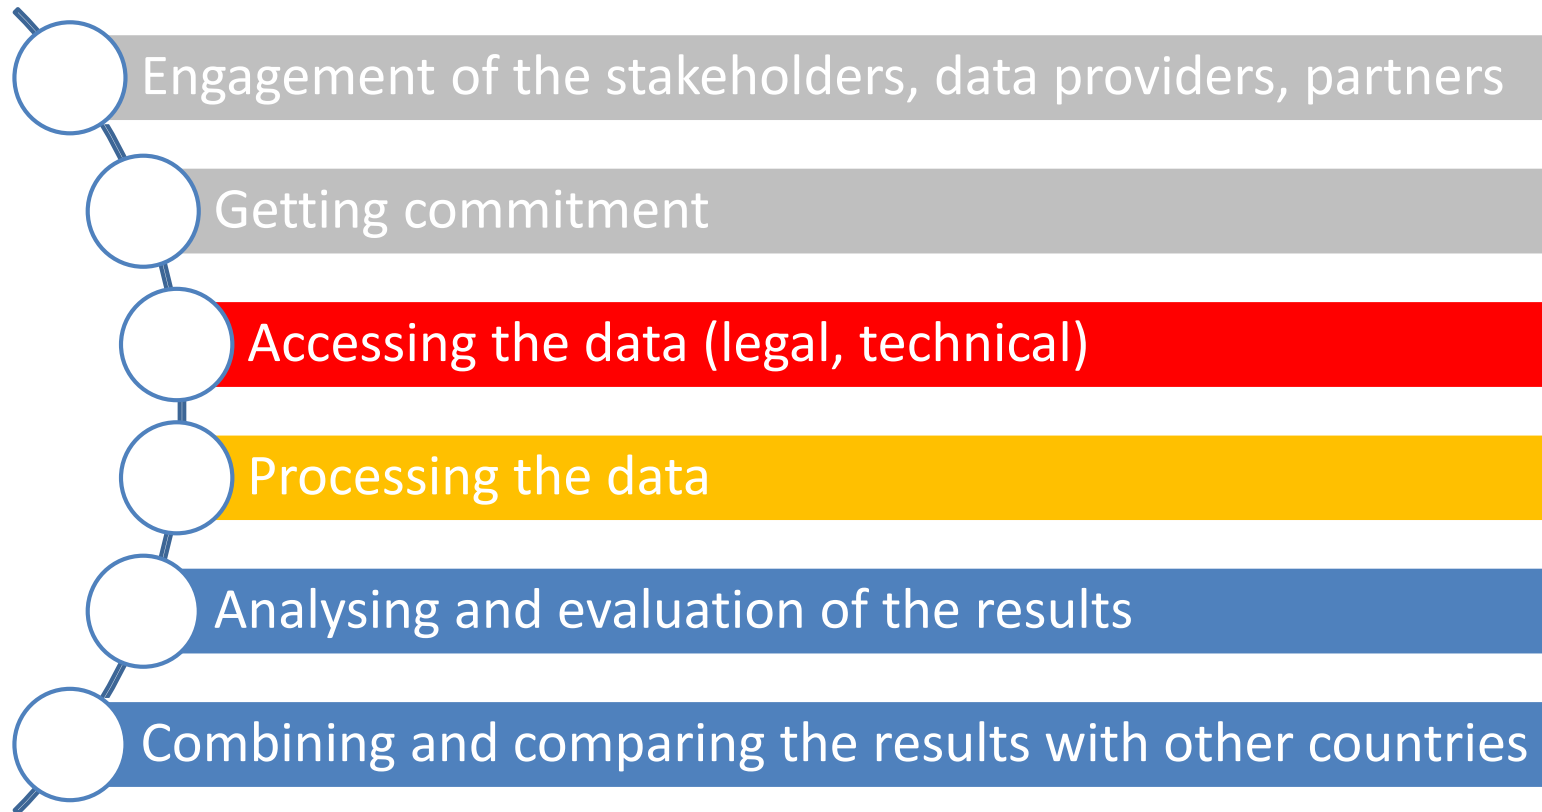 Engagement of the stakeholders, data providers, partners
Getting commitment
Accessing the data (legal, technical)
Processing the data
Analysing and evaluation of the results
Combining and comparing the results with other countries